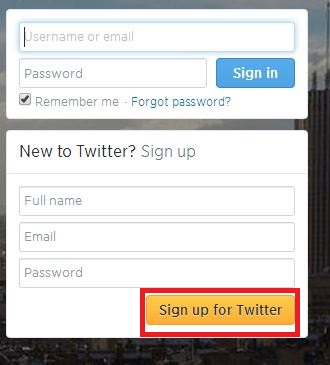 Username or email
Password
Sign in
Remember me · Forgot password?
New to Twitter? Sign up
Full name
Email
Password
Sign up for Twitter